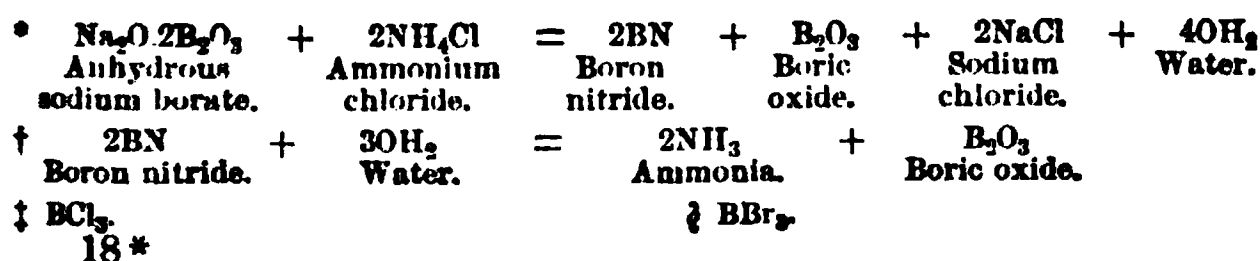 * Na₂O.2B₂O₃ + 2NH₄Cl = 2BN + B₂O₃ + 2NaCl + 4OH₂
Anhydrous Ammonium Boron Boric Sodium Water.
sodium borate. chloride. nitride. oxide. chloride.
† 2BN + 3OH₂ = 2NH₃ + B₂O₃
Boron nitride. Water. Ammonia. Boric oxide.
‡ BCl₃. § BBr₃.
18*